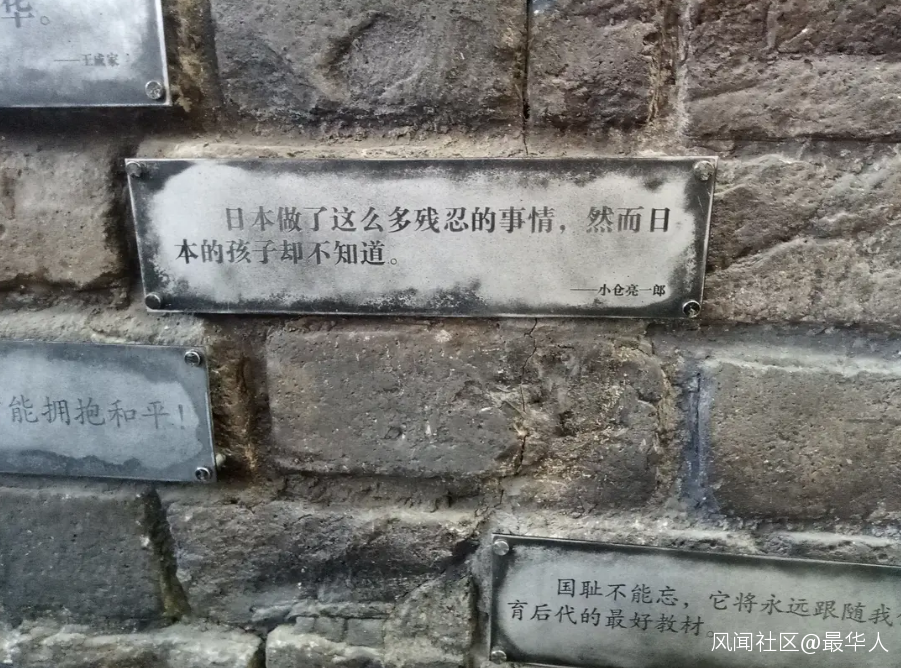 华。
——王成家
日本做了这么多残忍的事情，然而日
本的孩子却不知道。
——小仓亮一郎
能拥抱和平！
国耻不能忘，它将永远跟随我
育后代的最好教材。
风闻社区@最华人